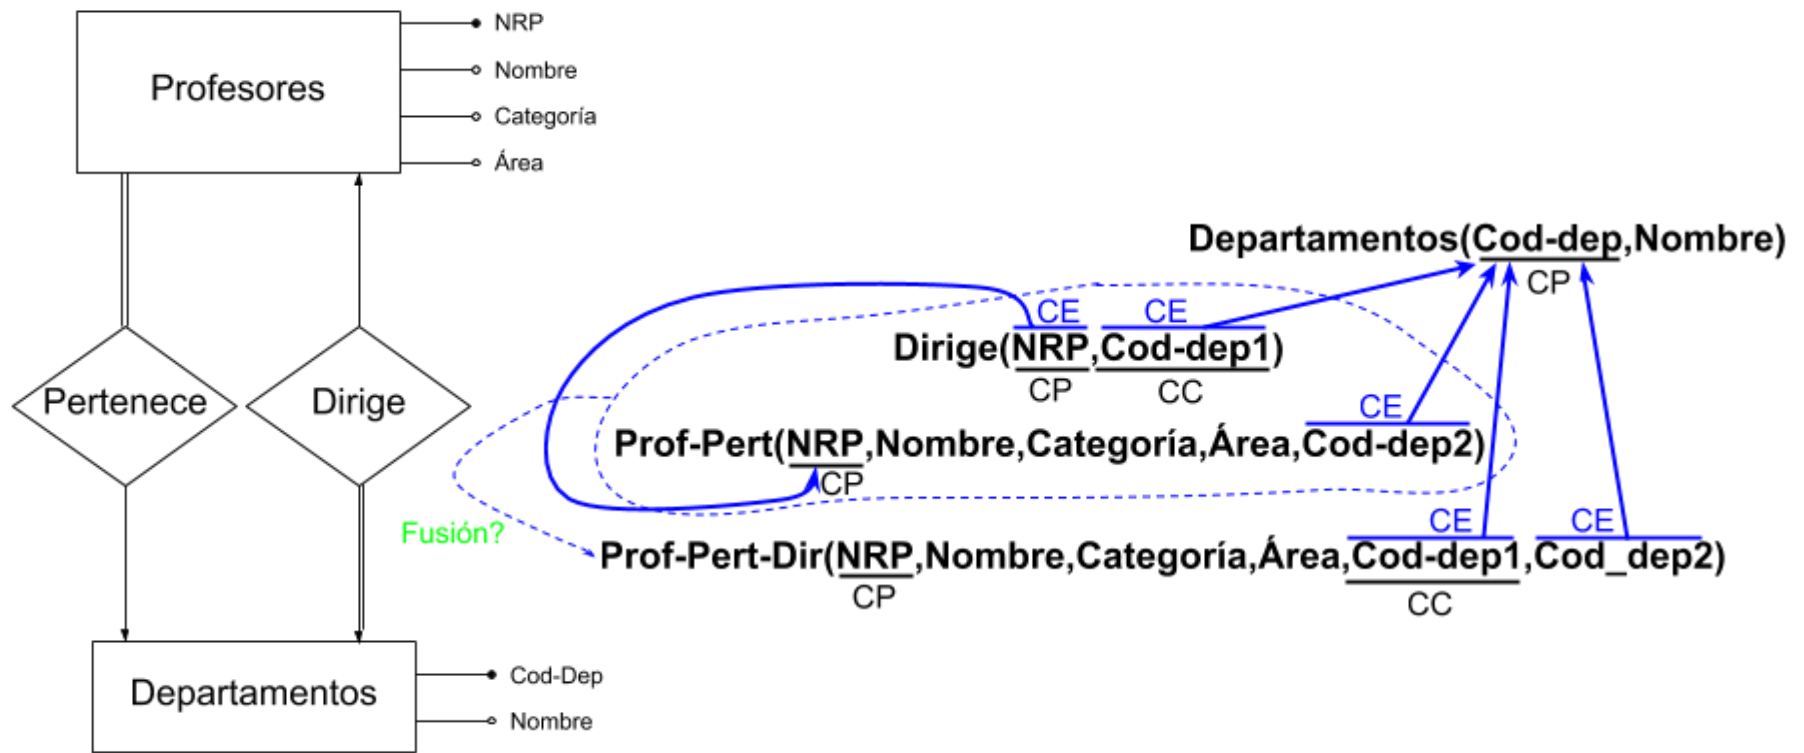 Profesores
NRP
Nombre
Categoría
Área
Pertenece
Dirige
Departamentos
Cod-Dep
Nombre
Departamentos(Cod-dep,Nombre)
CP
CE CE
Dirige(NRP,Cod-dep1)
CP CC
CE
Prof-Pert(NRP,Nombre,Categoría,Área,Cod-dep2)
CP
Fusión?
CE CE
Prof-Pert-Dir(NRP,Nombre,Categoría,Área,Cod-dep1,Cod_dep2)
CP CC